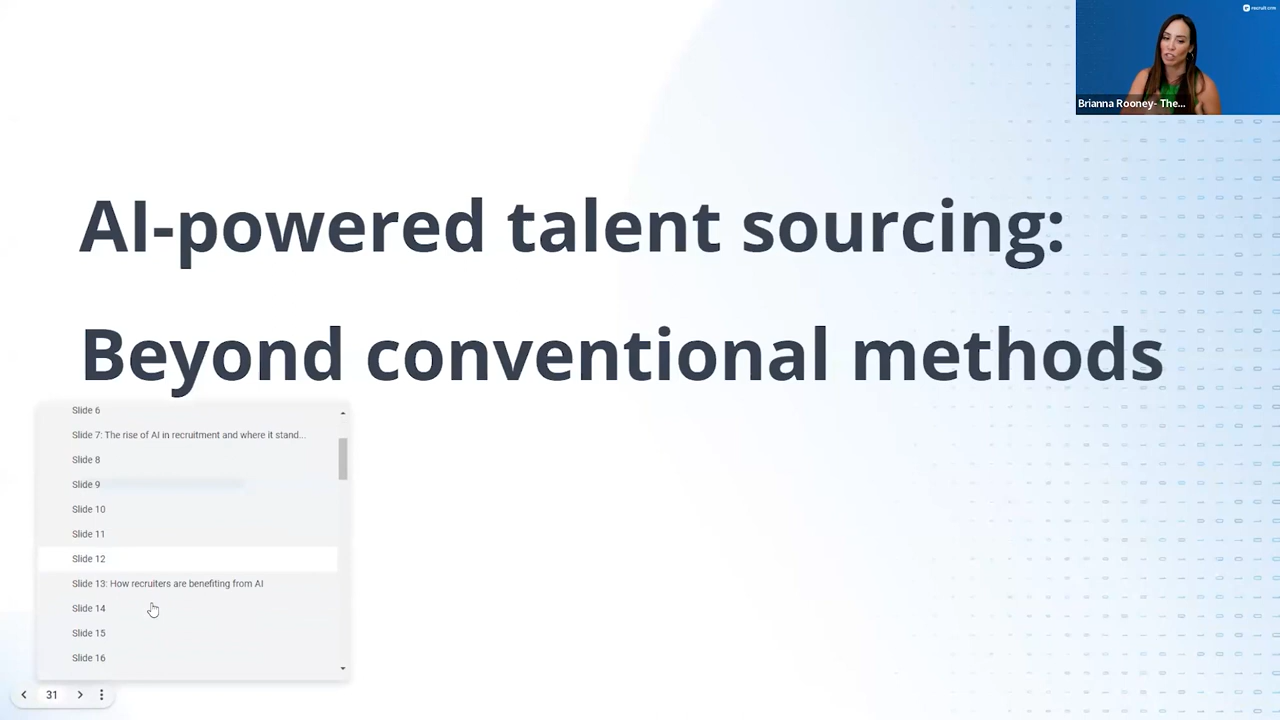 recruit crm
Brianna Rooney- The...
AI-powered talent sourcing:
Beyond conventional methods
Slide 6
Slide 7: The rise of AI in recruitment and where it stand...
Slide 8
Slide 9
Slide 10
Slide 11
Slide 12
Slide 13: How recruiters are benefiting from AI
Slide 14
Slide 15
Slide 16
31